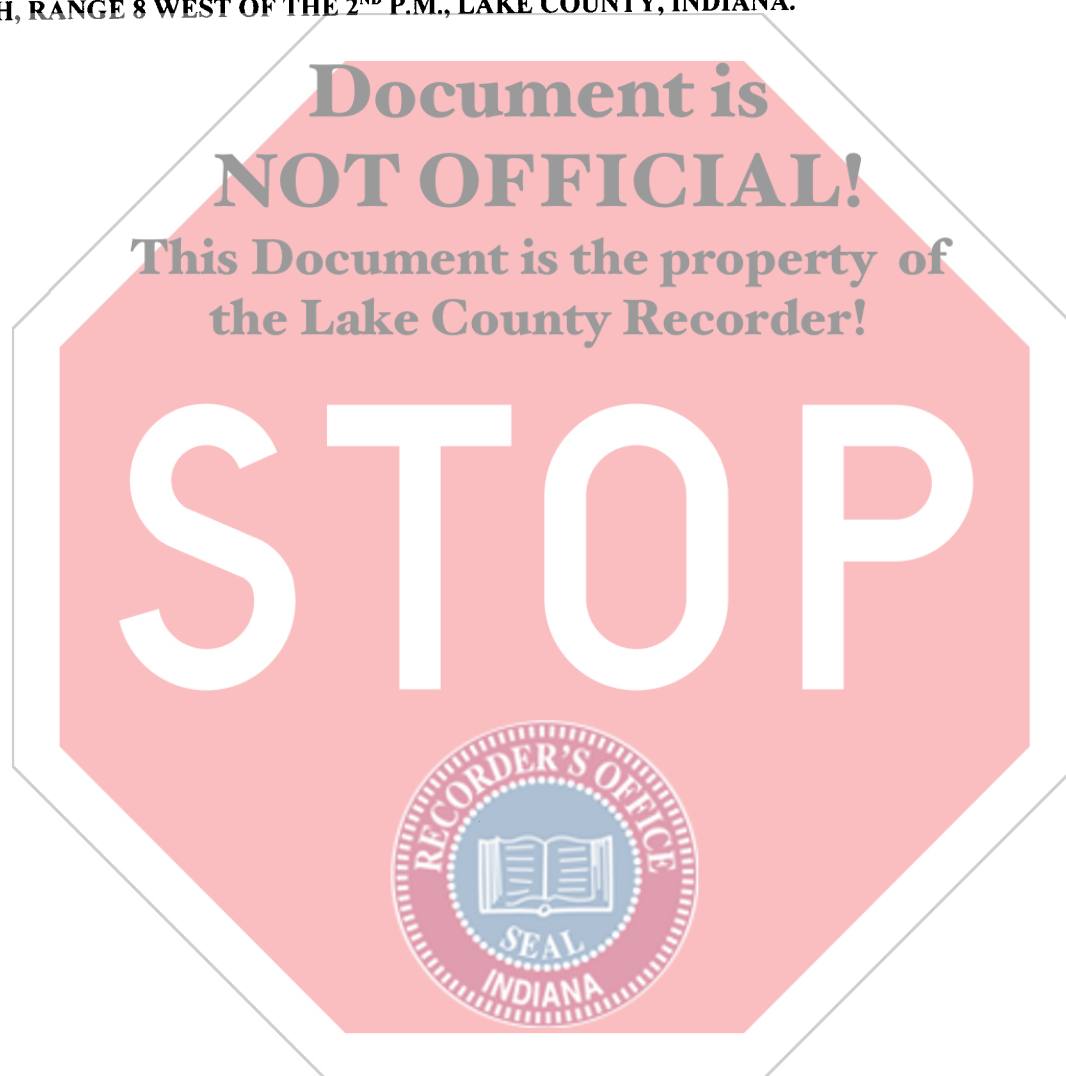 H, RANGE 8 WEST OF THE 2ND P.M., LAKE COUNTY, INDIANA.
Document is
NOT OFFICIAL!
This Document is the property of
the Lake County Recorder!
STOP
RECORDER'S OFFICE
SEAL
INDIANA